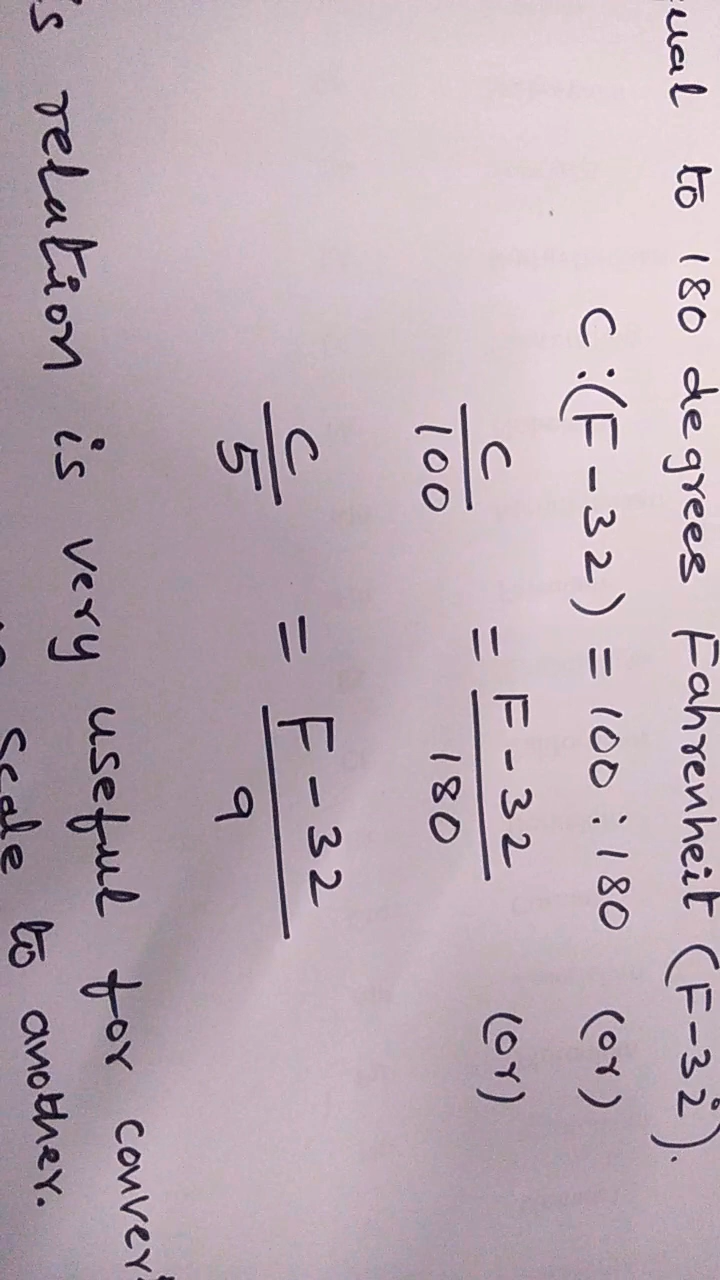 to 180 degrees Fahrenheit (F-32).
C:(F-32) = 100:180 (or)
C/100 = F-32/180 (or)
C/5 = F-32/9
relation is very useful for
Scale to another.